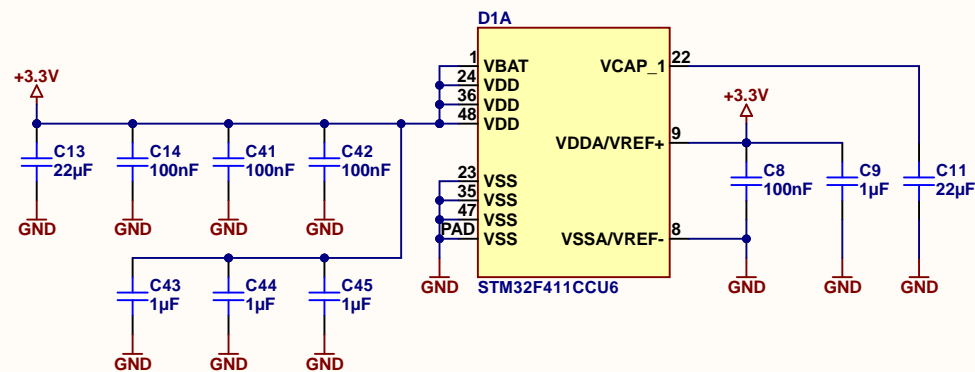 D1A
+3.3V
1 VBAT
24 VDD
36 VDD
48 VDD
VCAP_1 22
+3.3V
VDDA/VREF+ 9
C13
22µF
C14
100nF
C41
100nF
C42
100nF
23 VSS
35 VSS
47 VSS
PAD VSS
VSSA/VREF- 8
C8
100nF
C9
1µF
C11
22µF
GND
GND
GND
GND
STM32F411CCU6
GND
GND
GND
GND
C43
1µF
C44
1µF
C45
1µF
GND
GND
GND